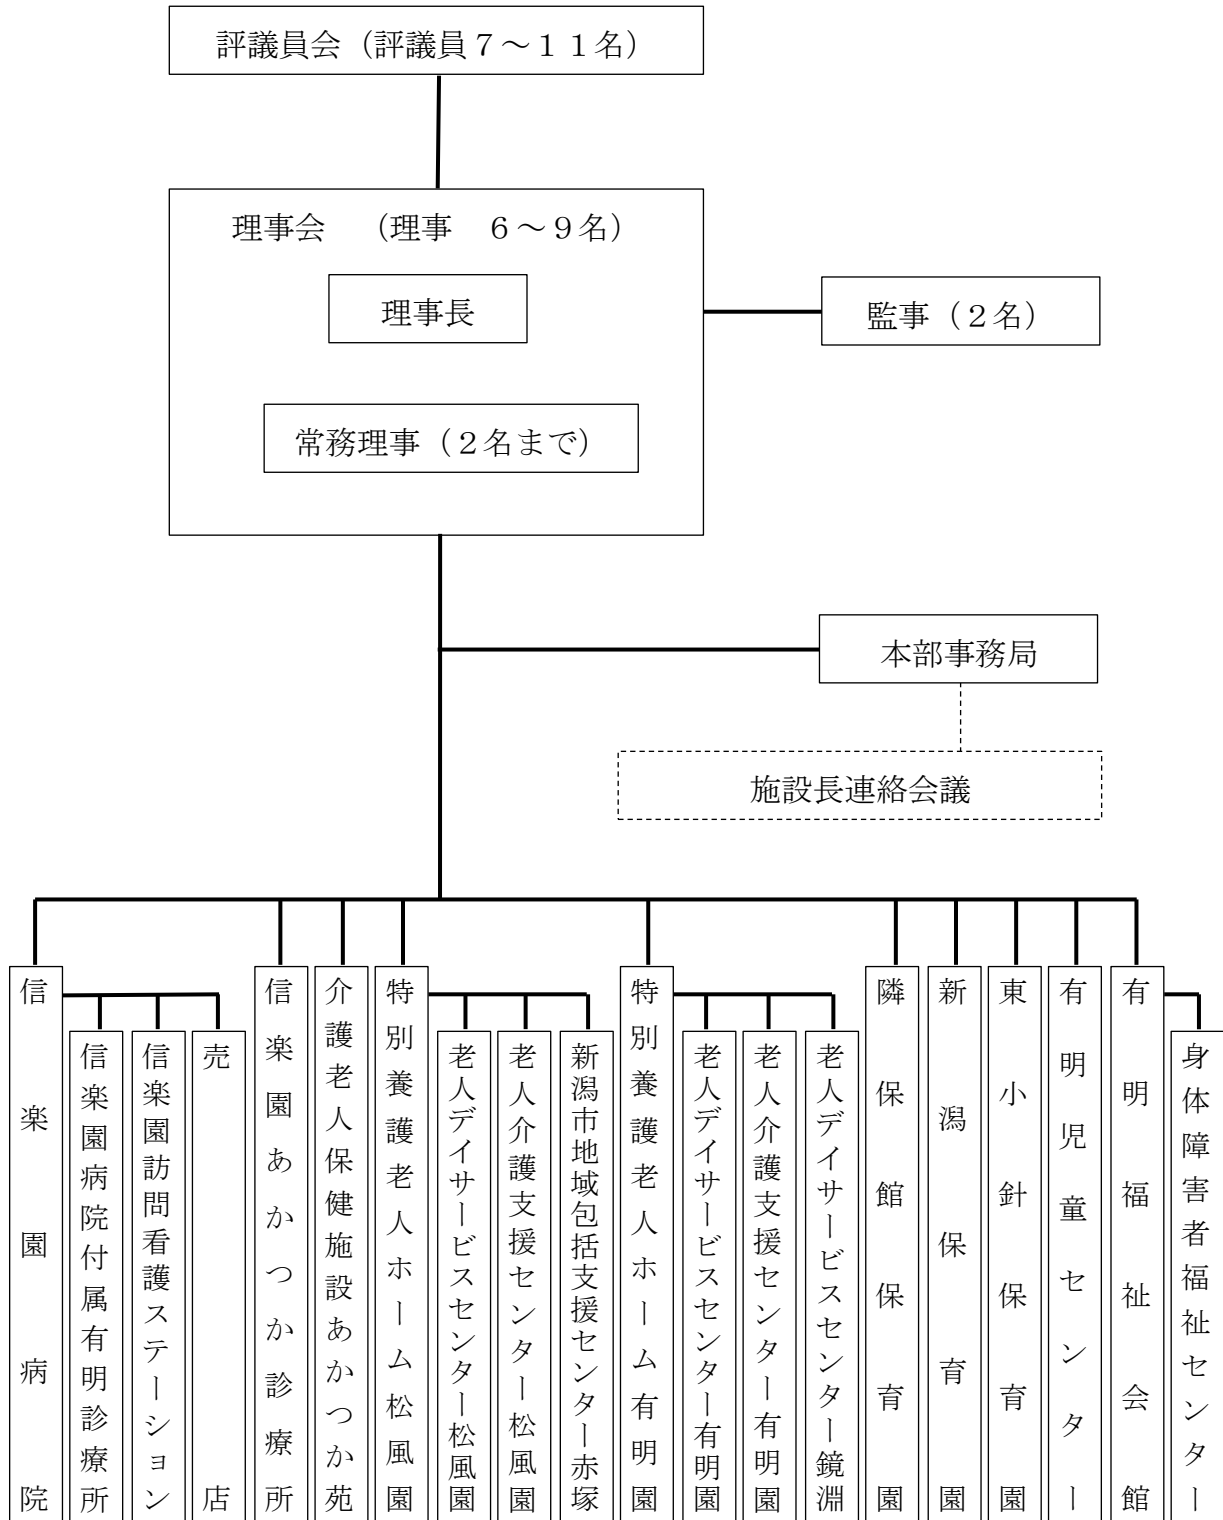 評議員会（評議員７～１１名）
理事会　（理事　６～９名）
理事長
監事（２名）
常務理事（２名まで）
本部事務局
施設長連絡会議
信楽園病院
信楽園病院付属有明診療所
信楽園訪問看護ステーション
売店
信楽園あかつか診療所
介護老人保健施設あかつか苑
特別養護老人ホーム松風園
老人デイサービスセンター松風園
老人介護支援センター松風園
新潟市地域包括支援センター赤塚
特別養護老人ホーム有明園
老人デイサービスセンター有明園
老人介護支援センター有明園
老人デイサービスセンター鏡淵
隣保館保育園
新潟保育園
東小針保育園
有明児童センター
有明福祉会館
身体障害者福祉センター